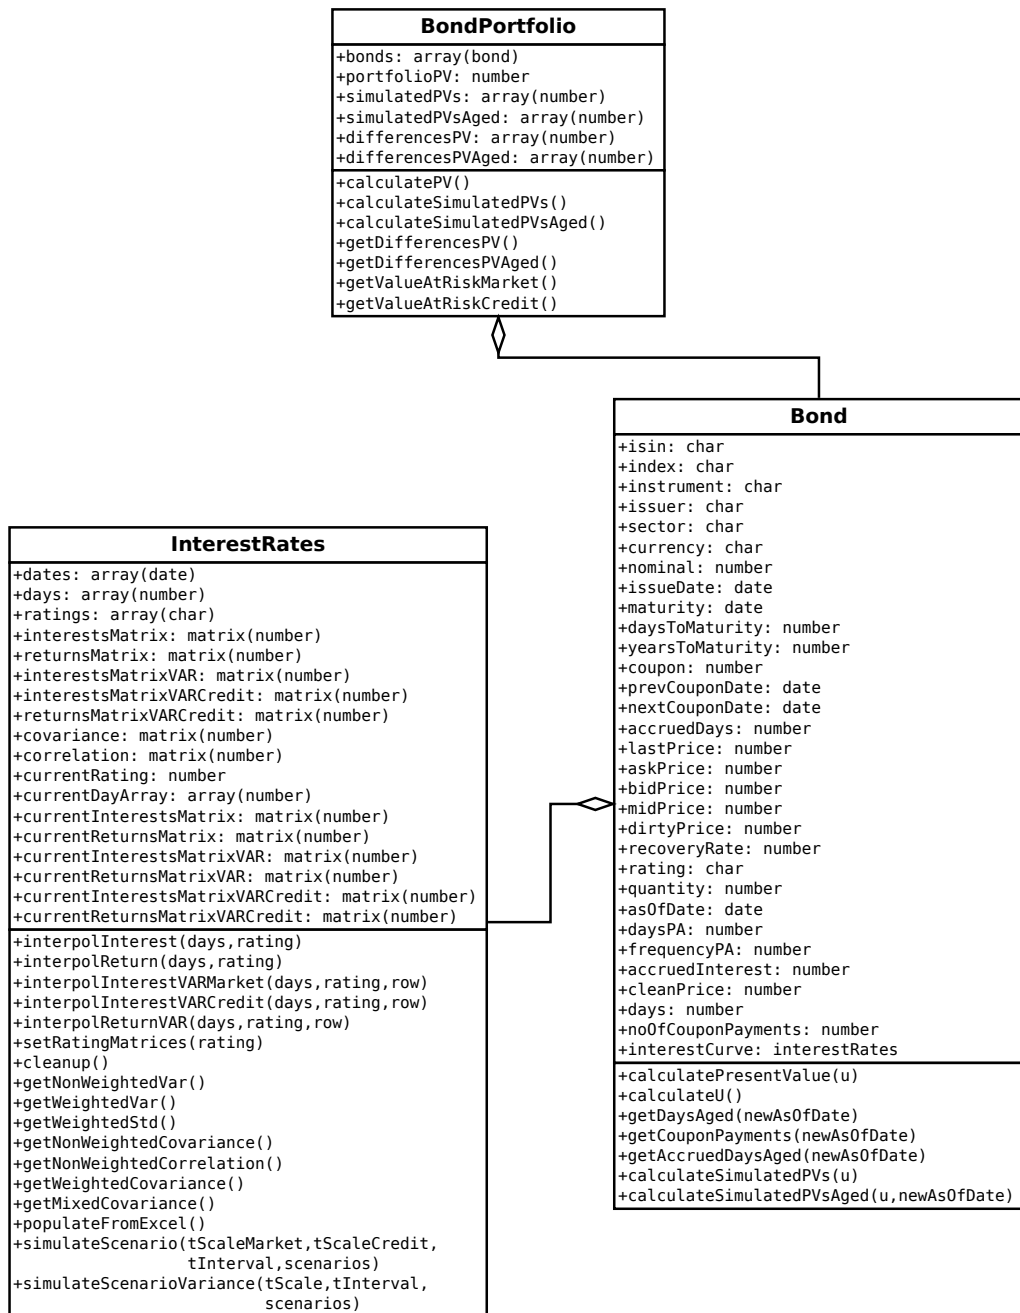 BondPortfolio
+bonds: array(bond)
+portfolioPV: number
+simulatedPVs: array(number)
+simulatedPVsAged: array(number)
+differencesPV: array(number)
+differencesPVAged: array(number)
+calculatePV()
+calculateSimulatedPVs()
+calculateSimulatedPVsAged()
+getDifferencesPV()
+getDifferencesPVAged()
+getValueAtRiskMarket()
+getValueAtRiskCredit()
Bond
+isin: char
+index: char
+instrument: char
+issuer: char
+sector: char
+currency: char
+nominal: number
+issueDate: date
+maturity: date
+daysToMaturity: number
+yearsToMaturity: number
+coupon: number
+prevCouponDate: date
+nextCouponDate: date
+accruedDays: number
+lastPrice: number
+askPrice: number
+bidPrice: number
+midPrice: number
+dirtyPrice: number
+recoveryRate: number
+rating: char
+quantity: number
+asOfDate: date
+daysPA: number
+frequencyPA: number
+accruedInterest: number
+cleanPrice: number
+days: number
+noOfCouponPayments: number
+interestCurve: interestRates
+calculatePresentValue(u)
+calculateU()
+getDaysAged(newAsOfDate)
+getCouponPayments(newAsOfDate)
+getAccruedDaysAged(newAsOfDate)
+calculateSimulatedPVs(u)
+calculateSimulatedPVsAged(u,newAsOfDate)
InterestRates
+dates: array(date)
+days: array(number)
+ratings: array(char)
+interestsMatrix: matrix(number)
+returnsMatrix: matrix(number)
+interestsMatrixVAR: matrix(number)
+interestsMatrixVARCredit: matrix(number)
+returnsMatrixVARCredit: matrix(number)
+covariance: matrix(number)
+correlation: matrix(number)
+currentRating: number
+currentDayArray: array(number)
+currentInterestsMatrix: matrix(number)
+currentReturnsMatrix: matrix(number)
+currentInterestsMatrixVAR: matrix(number)
+currentReturnsMatrixVAR: matrix(number)
+currentInterestsMatrixVARCredit: matrix(number)
+currentReturnsMatrixVARCredit: matrix(number)
+interpolInterest(days,rating)
+interpolReturn(days,rating)
+interpolInterestVARMarket(days,rating,row)
+interpolInterestVARCredit(days,rating,row)
+interpolReturnVAR(days,rating,row)
+setRatingMatrices(rating)
+cleanup()
+getNonWeightedVar()
+getWeightedVar()
+getWeightedStd()
+getNonWeightedCovariance()
+getNonWeightedCorrelation()
+getWeightedCovariance()
+getMixedCovariance()
+populateFromExcel()
+simulateScenario(tScaleMarket,tScaleCredit,
tInterval,scenarios)
+simulateScenarioVariance(tScale,tInterval,
scenarios)